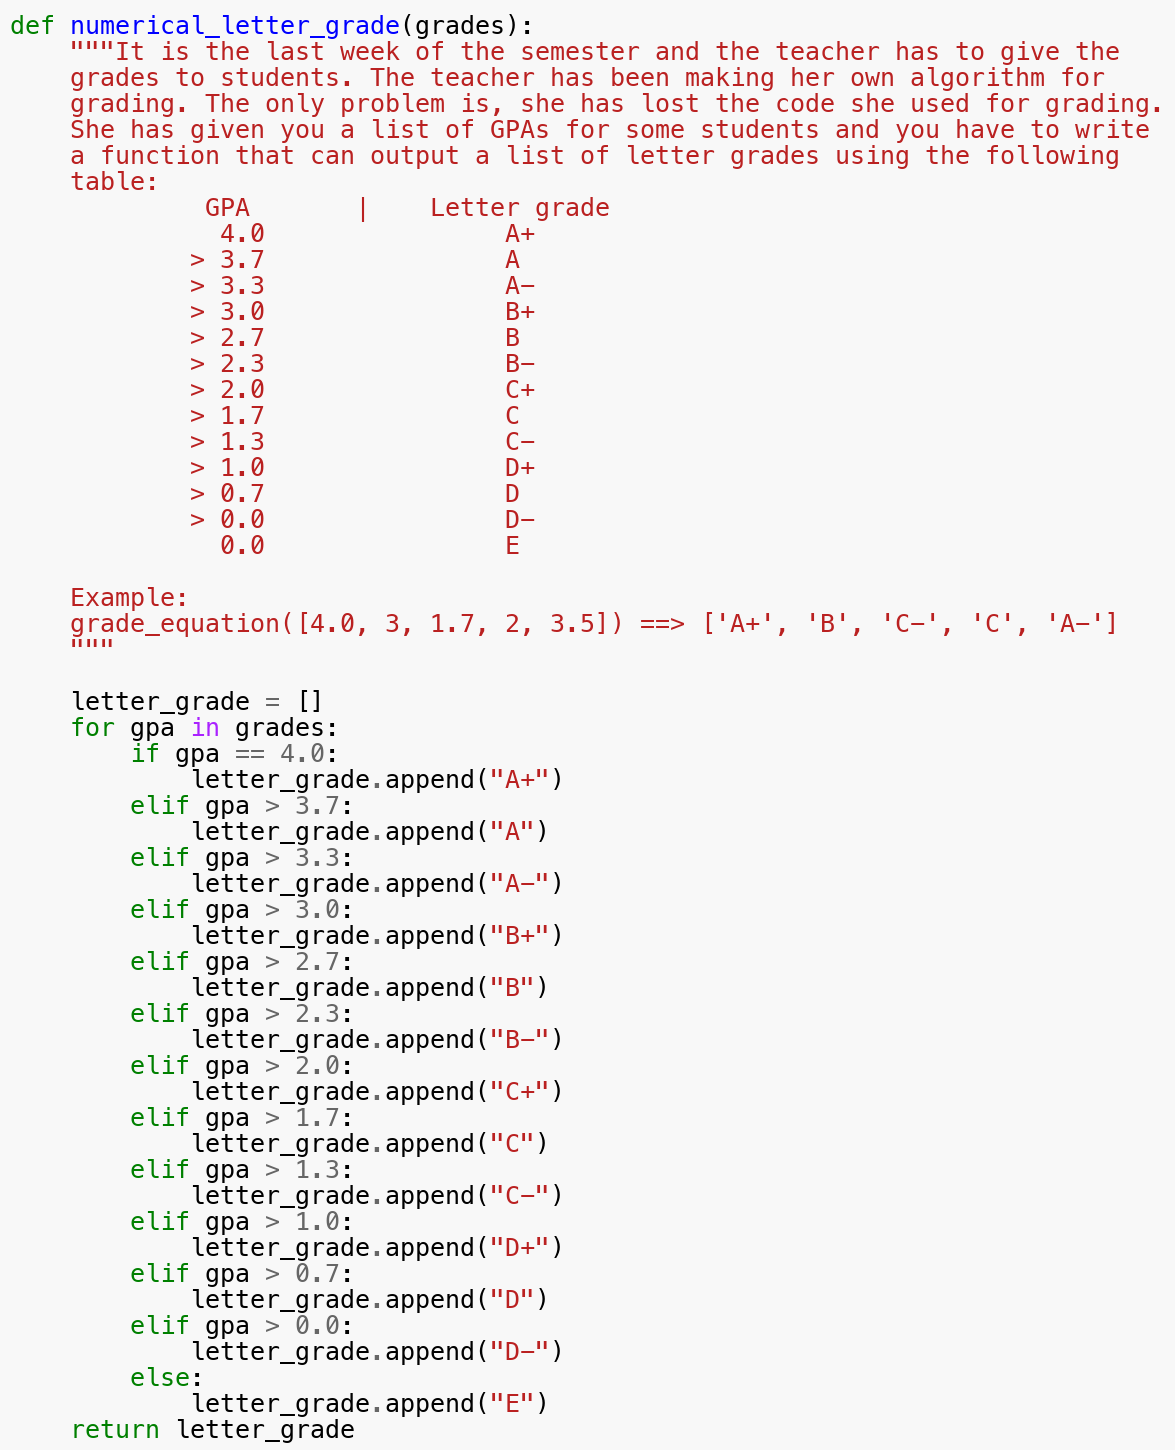 def numerical_letter_grade(grades):
    """It is the last week of the semester and the teacher has to give the
    grades to students. The teacher has been making her own algorithm for
    grading. The only problem is, she has lost the code she used for grading.
    She has given you a list of GPAs for some students and you have to write
    a function that can output a list of letter grades using the following
    table:
             GPA       |    Letter grade
              4.0                A+
            > 3.7                A
            > 3.3                A-
            > 3.0                B+
            > 2.7                B
            > 2.3                B-
            > 2.0                C+
            > 1.7                C
            > 1.3                C-
            > 1.0                D+
            > 0.7                D
            > 0.0                D-
              0.0                E

    Example:
    grade_equation([4.0, 3, 1.7, 2, 3.5]) ==> ['A+', 'B', 'C-', 'C', 'A-']
    """

    letter_grade = []
    for gpa in grades:
        if gpa == 4.0:
            letter_grade.append("A+")
        elif gpa > 3.7:
            letter_grade.append("A")
        elif gpa > 3.3:
            letter_grade.append("A-")
        elif gpa > 3.0:
            letter_grade.append("B+")
        elif gpa > 2.7:
            letter_grade.append("B")
        elif gpa > 2.3:
            letter_grade.append("B-")
        elif gpa > 2.0:
            letter_grade.append("C+")
        elif gpa > 1.7:
            letter_grade.append("C")
        elif gpa > 1.3:
            letter_grade.append("C-")
        elif gpa > 1.0:
            letter_grade.append("D+")
        elif gpa > 0.7:
            letter_grade.append("D")
        elif gpa > 0.0:
            letter_grade.append("D-")
        else:
            letter_grade.append("E")
    return letter_grade